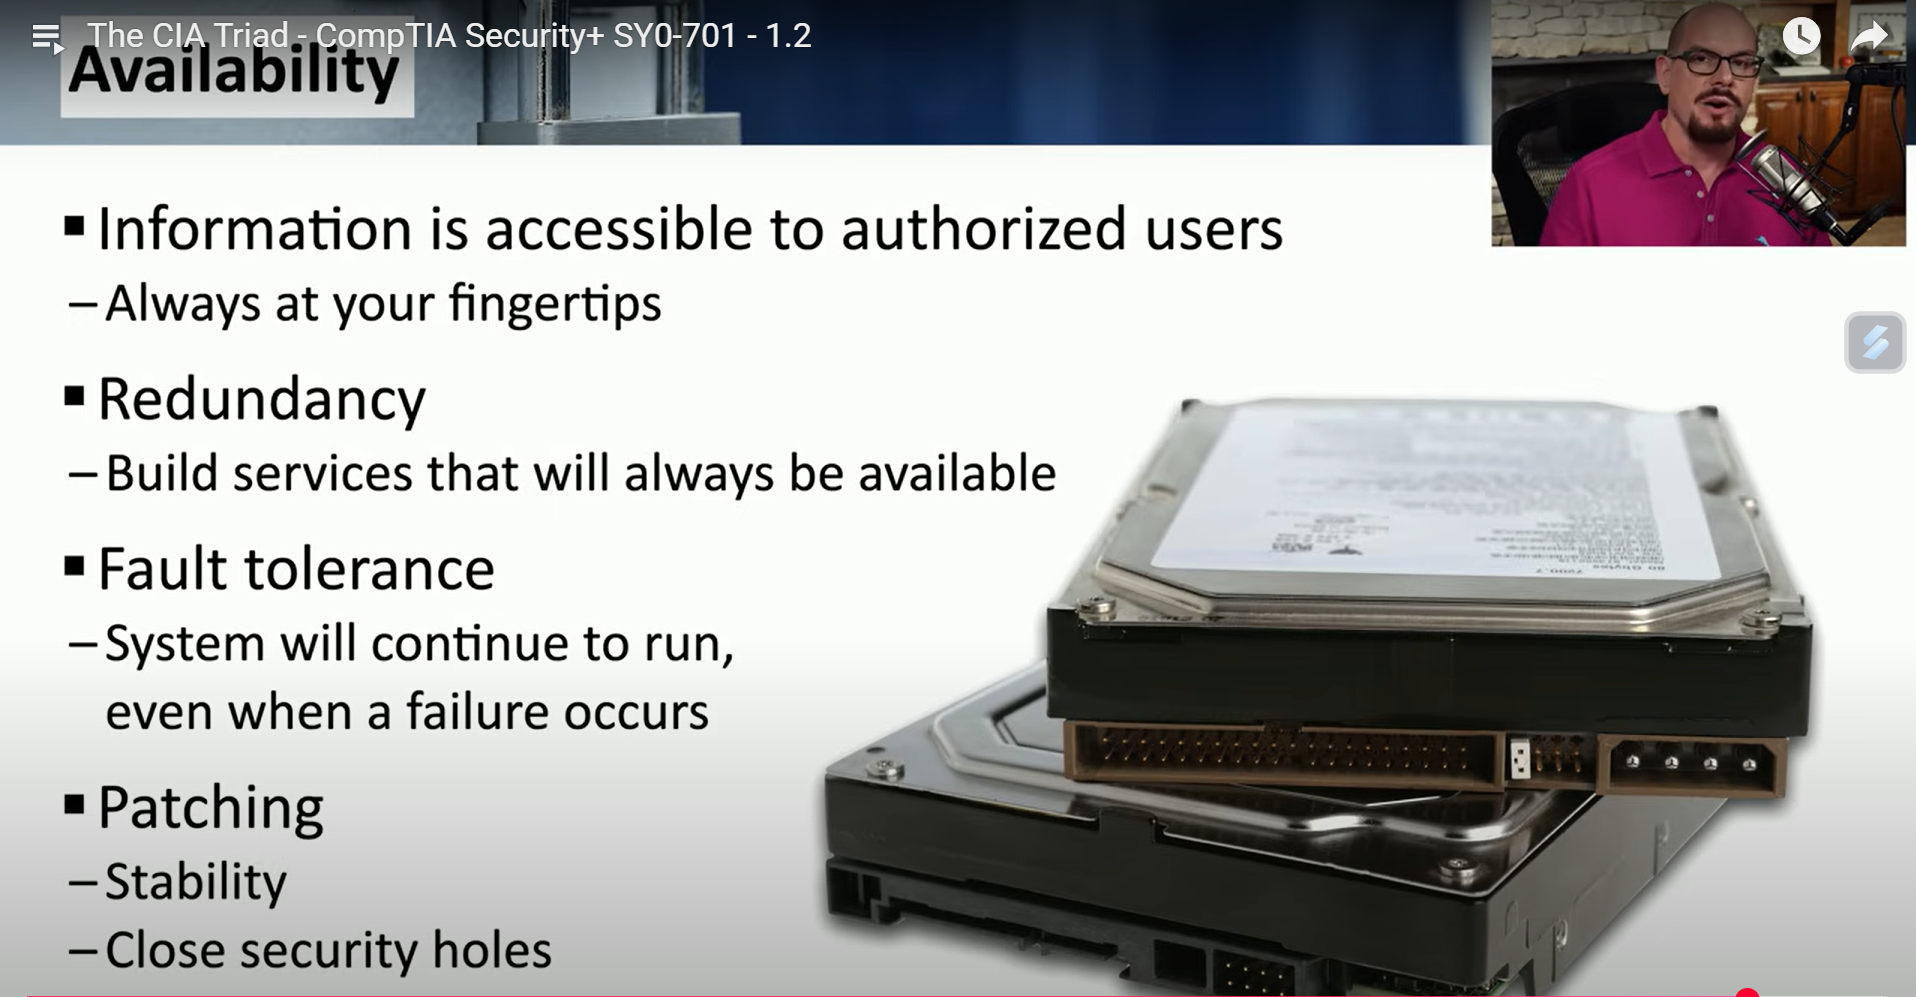 The CIA Triad - CompTIA Security+ SY0-701 - 1.2
Availability
▪ Information is accessible to authorized users
– Always at your fingertips
▪ Redundancy
– Build services that will always be available
▪ Fault tolerance
– System will continue to run,
even when a failure occurs
▪ Patching
– Stability
– Close security holes